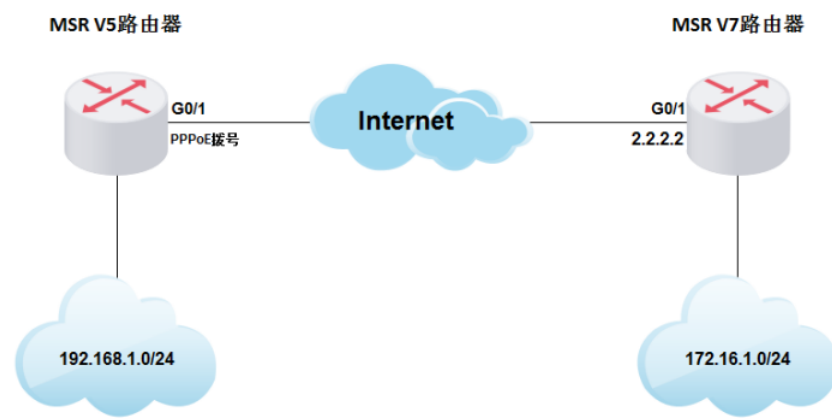 MSR V5路由器
MSR V7路由器
G0/1
PPPoE拨号
Internet
G0/1
2.2.2.2
192.168.1.0/24
172.16.1.0/24